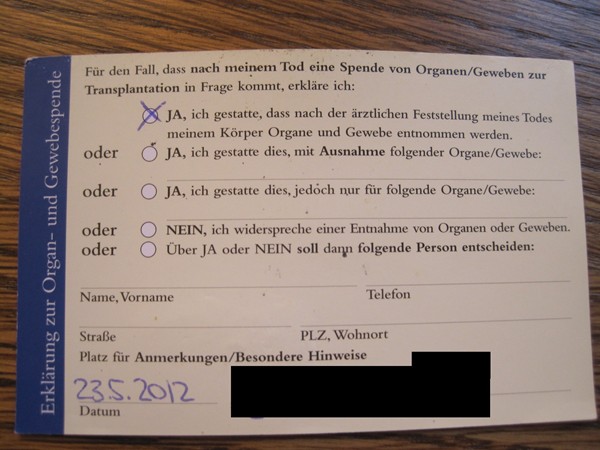 Erklärung zur Organ- und Gewebespende
Für den Fall, dass nach meinem Tod eine Spende von Organen/Geweben zur
Transplantation in Frage kommt, erkläre ich:
JA, ich gestatte, dass nach der ärztlichen Feststellung meines Todes
meinem Körper Organe und Gewebe entnommen werden.
oder JA, ich gestatte dies, mit Ausnahme folgender Organe/Gewebe:
oder JA, ich gestatte dies, jedoch nur für folgende Organe/Gewebe:
oder NEIN, ich widerspreche einer Entnahme von Organen oder Geweben.
oder Über JA oder NEIN soll dann folgende Person entscheiden:
Name, Vorname Telefon
Straße PLZ, Wohnort
Platz für Anmerkungen/Besondere Hinweise
23.5.2012
Datum